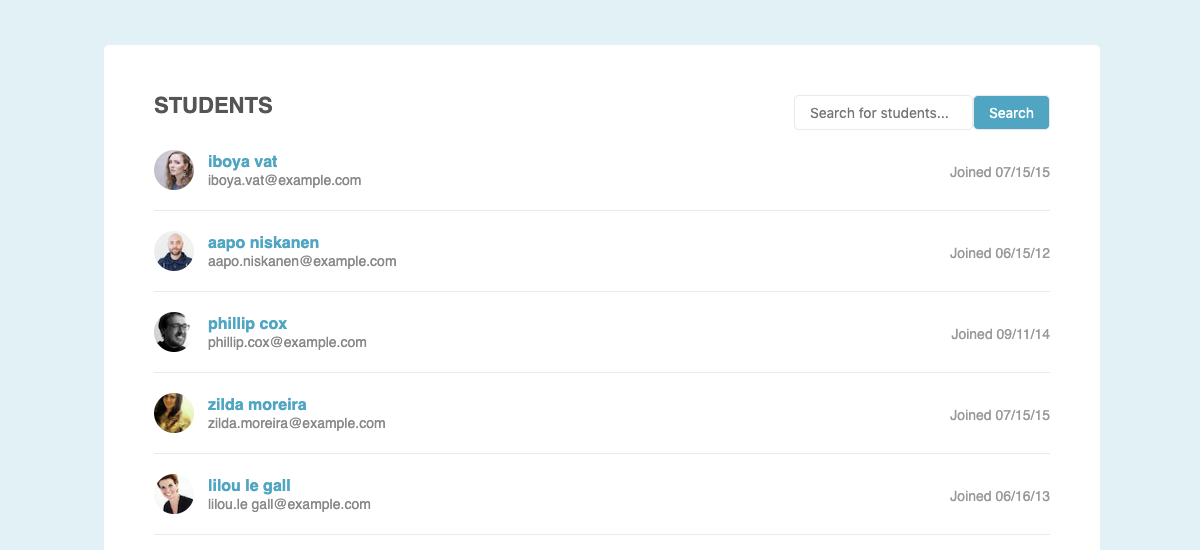 STUDENTS
Search for students... Search
iboya vat
iboya.vat@example.com
Joined 07/15/15
aapo niskanen
aapo.niskanen@example.com
Joined 06/15/12
phillip cox
phillip.cox@example.com
Joined 09/11/14
zilda moreira
zilda.moreira@example.com
Joined 07/15/15
lilou le gall
lilou.le gall@example.com
Joined 06/16/13